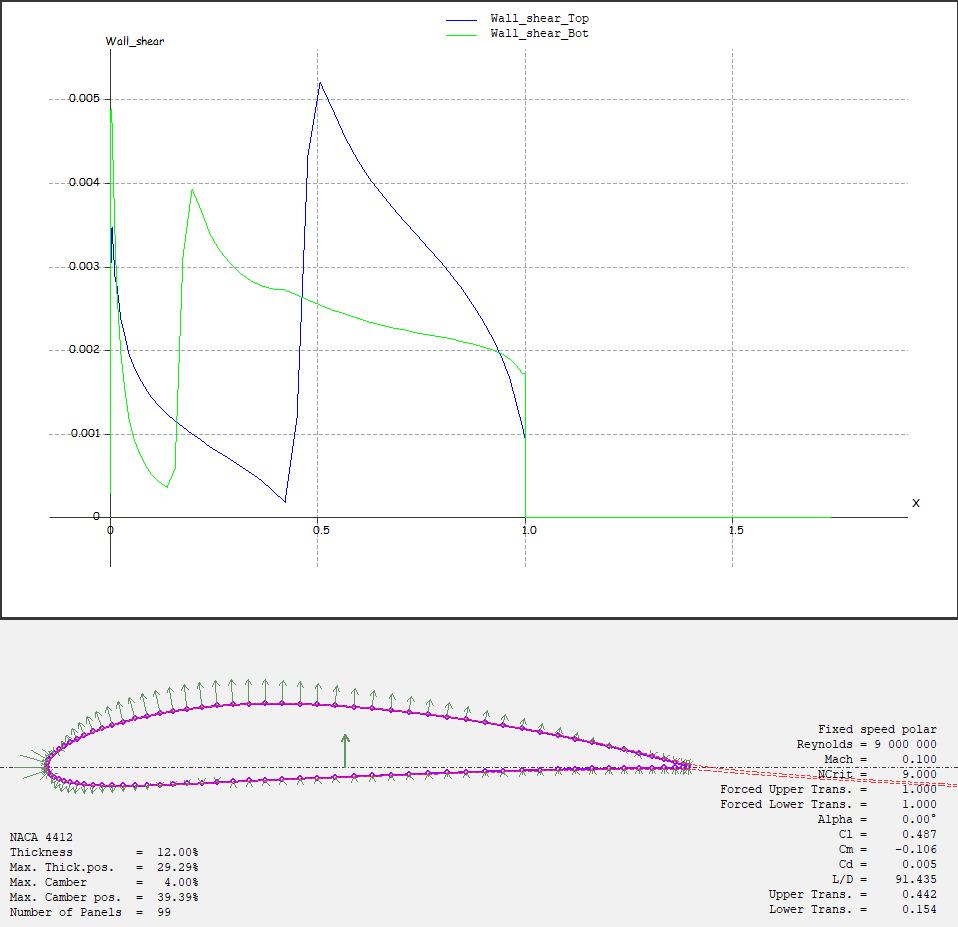 Wall_shear_Top
Wall_shear_Bot
Wall_shear
0.005
0.004
0.003
0.002
0.001
0
X
0 0.5 1.0 1.5
Fixed speed polar
Reynolds = 9 000 000
Mach = 0.100
NCrit = 9.000
Forced Upper Trans. = 1.000
Forced Lower Trans. = 1.000
Alpha = 0.00°
Cl = 0.487
Cm = -0.106
Cd = 0.005
L/D = 91.435
Upper Trans. = 0.442
Lower Trans. = 0.154
NACA 4412
Thickness = 12.00%
Max. Thick.pos. = 29.29%
Max. Camber = 4.00%
Max. Camber pos. = 39.39%
Number of Panels = 99